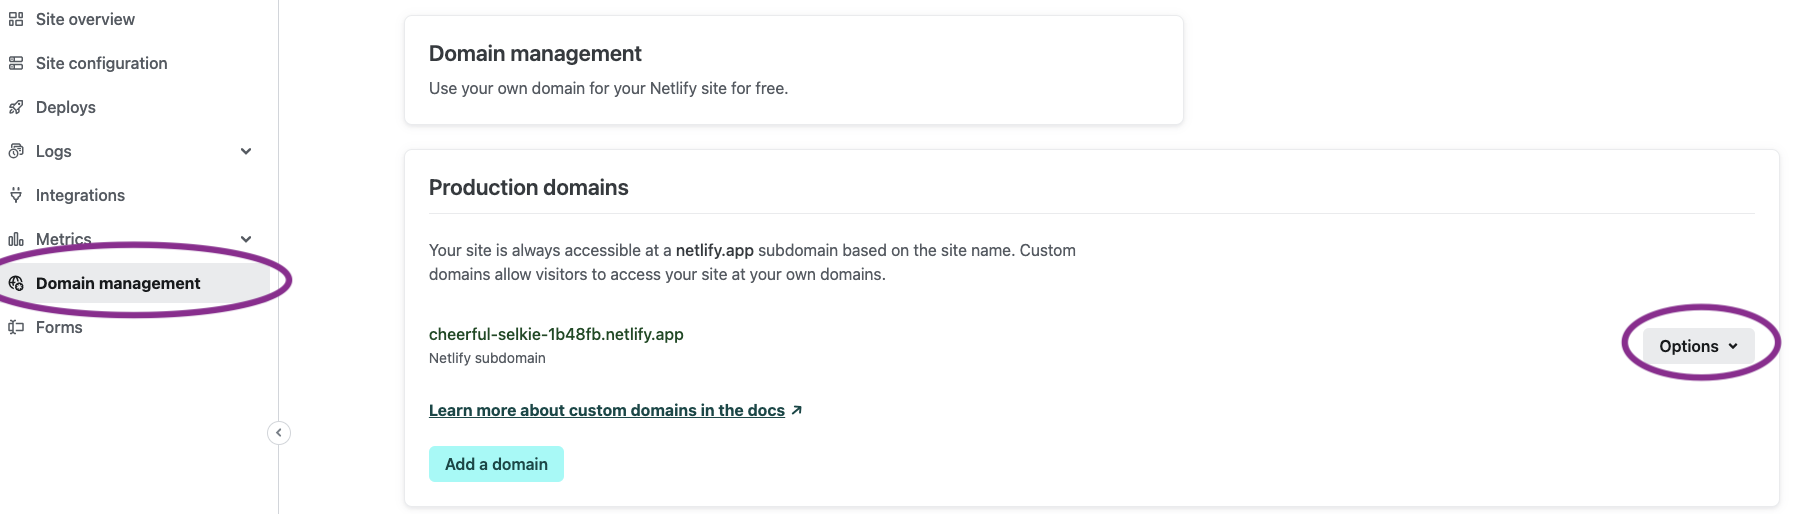 Site overview
Site configuration
Deploys
Logs
Integrations
Metrics
Domain management
Forms
Domain management
Use your own domain for your Netlify site for free.
Production domains
Your site is always accessible at a netlify.app subdomain based on the site name. Custom
domains allow visitors to access your site at your own domains.
cheerful-selkie-1b48fb.netlify.app
Netlify subdomain
Options
Learn more about custom domains in the docs
Add a domain